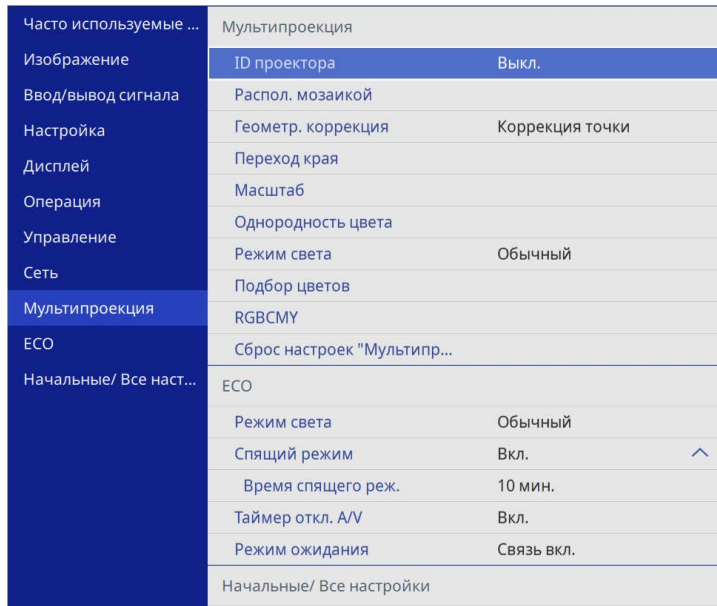 Часто используемые ...
Изображение
Ввод/вывод сигнала
Настройка
Дисплей
Операция
Управление
Сеть
Мультипроекция
ECO
Начальные/ Все наст...
Мультипроекция
ID проектора Выкл.
Распол. мозаикой
Геометр. коррекция Коррекция точки
Переход края
Масштаб
Однородность цвета
Режим света Обычный
Подбор цветов
RGBCMY
Сброс настроек "Мультипр...
ECO
Режим света Обычный
Спящий режим Вкл.
Время спящего реж. 10 мин.
Таймер откл. A/V Вкл.
Режим ожидания Связь вкл.
Начальные/ Все настройки